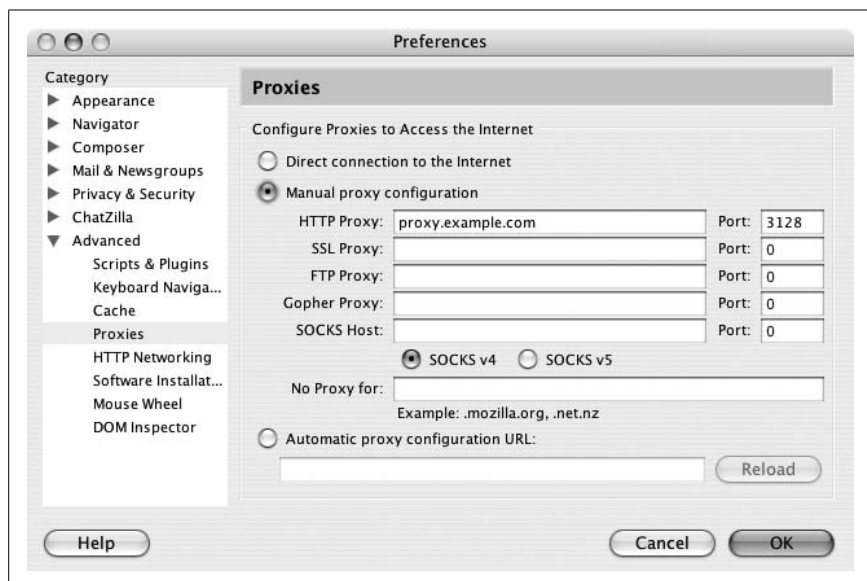 Preferences
Category
Appearance
Navigator
Composer
Mail & Newsgroups
Privacy & Security
ChatZilla
Advanced
Scripts & Plugins
Keyboard Naviga...
Cache
Proxies
HTTP Networking
Software Installat...
Mouse Wheel
DOM Inspector
Proxies
Configure Proxies to Access the Internet
Direct connection to the Internet
Manual proxy configuration
HTTP Proxy: proxy.example.com Port: 3128
SSL Proxy: Port: 0
FTP Proxy: Port: 0
Gopher Proxy: Port: 0
SOCKS Host: Port: 0
SOCKS v4 SOCKS v5
No Proxy for:
Example: .mozilla.org, .net.nz
Automatic proxy configuration URL:
Reload
Help Cancel OK